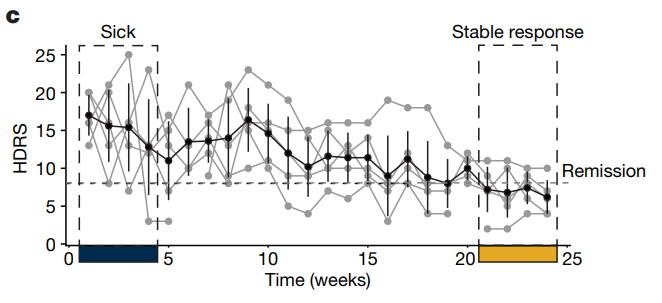 c
Sick
Stable response
25
20
15
10
5
0
HDRS
Remission
0 5 10 15 20 25
Time (weeks)